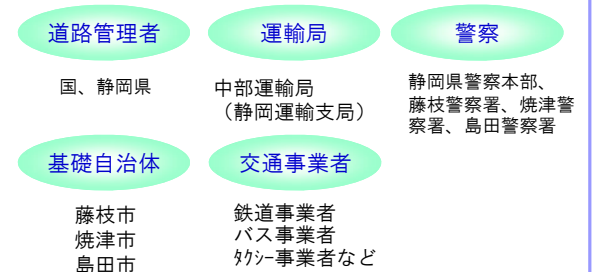 道路管理者
運輸局
警察
国、静岡県
中部運輸局
（静岡運輸支局）
静岡県警察本部、
藤枝警察署、焼津警
察署、島田警察署
基礎自治体
交通事業者
藤枝市
焼津市
島田市
鉄道事業者
バス事業者
ﾀｸｼｰ事業者など